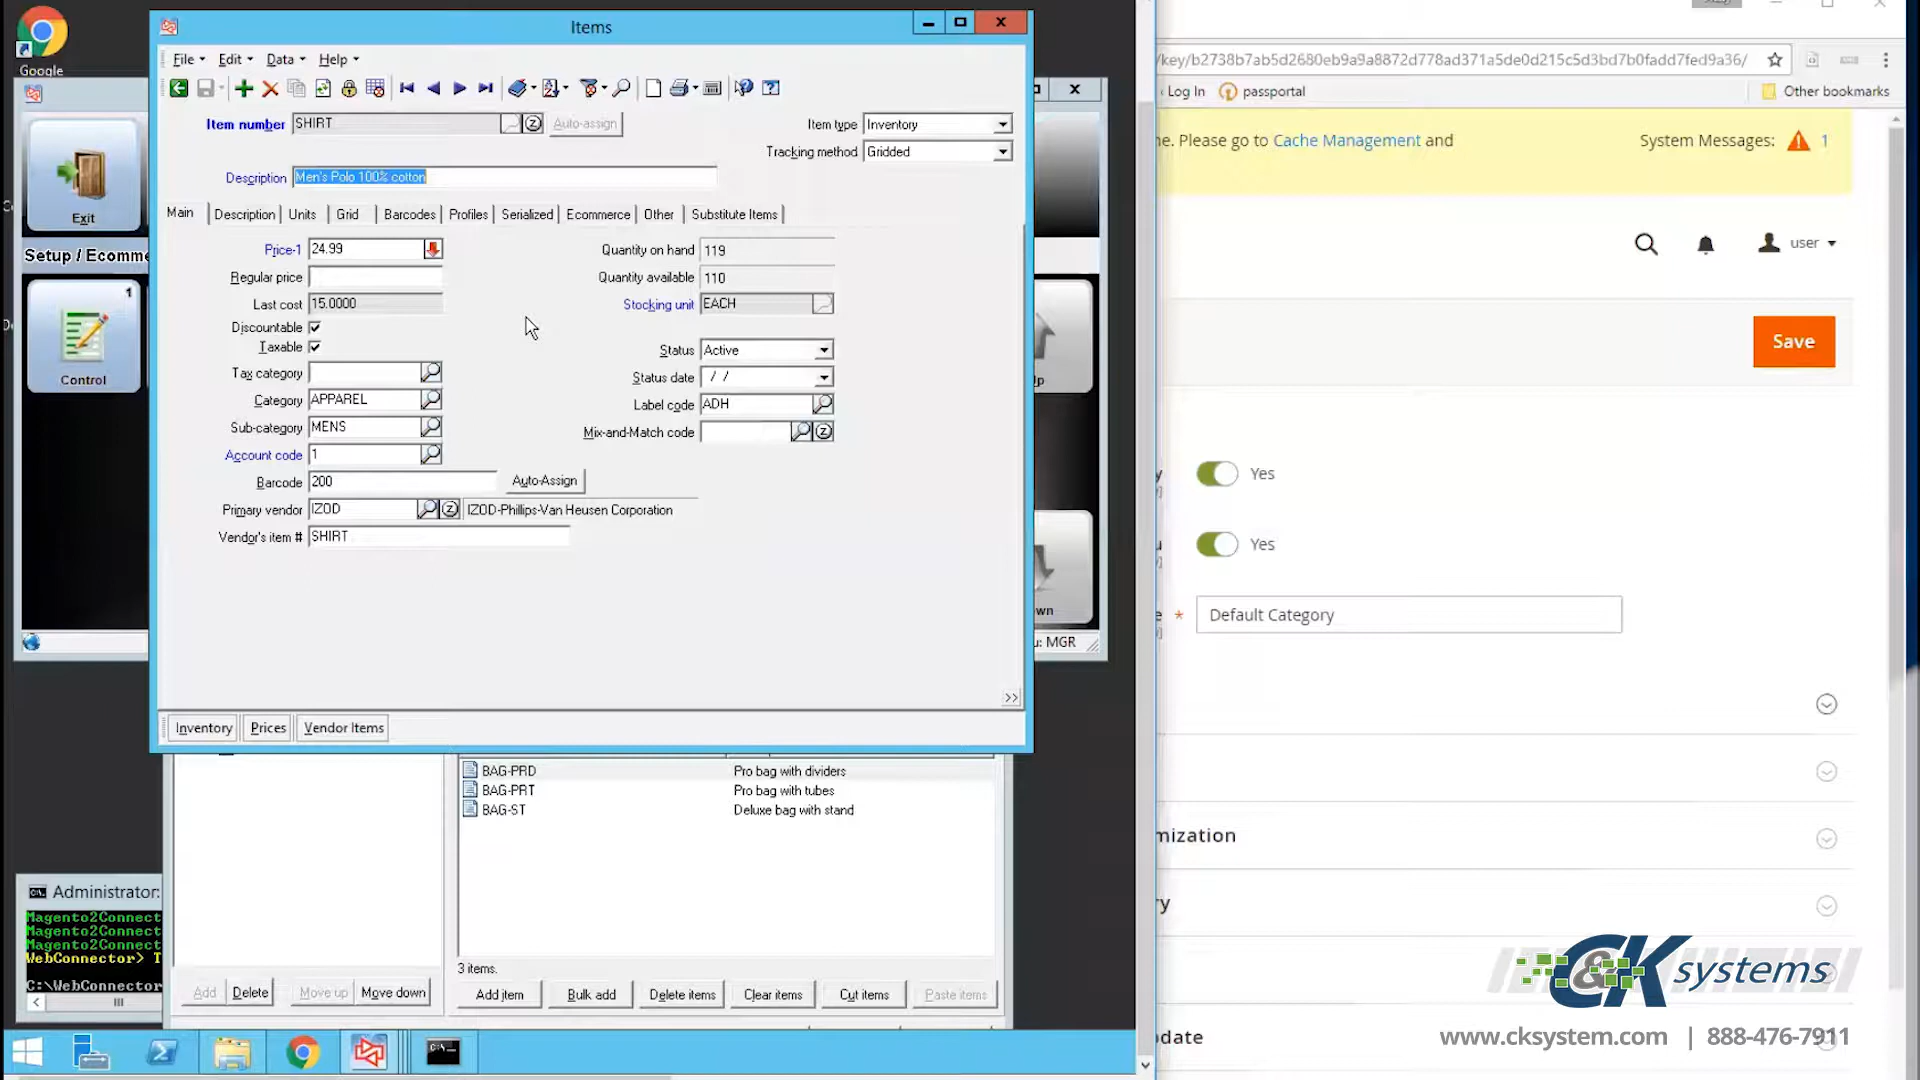 Items
Google
File Edit Data Help
Item number SHIRT Auto-assign Item type Inventory
Tracking method Gridded
Description Men's Polo 100% cotton
Main Description Units Grid Barcodes Profiles Serialized Ecommerce Other Substitute Items
Price-1 24.99 Quantity on hand 119
Regular price Quantity available 110
Last cost 15.0000 Stocking unit EACH
Discountable
Taxable Status Active
Tax category Status date / /
Category APPAREL Label code ADH
Sub-category MENS Mix-and-Match code
Account code 1
Barcode 200 Auto-Assign
Primary vendor IZOD IZOD-Phillips-Van Heusen Corporation
Vendor's item # SHIRT
>>
Inventory Prices Vendor Items
Exit
Setup / Ecomme
1
Control
u: MGR
BAG-PRD Pro bag with dividers
BAG-PRT Pro bag with tubes
BAG-ST Deluxe bag with stand
3 items.
Add Delete Move up Move down
Add item Bulk add Delete items Clear items Cut items Paste items
Administrator:
Magento2Connect
Magento2Connect
Magento2Connect
WebConnector> T
C:\WebConnector
/key/b2738b7ab5d2680eb9a9a8872d778ad371a5de0d215c5d3bd7b0fadd7fed9a36/
Log In passportal Other bookmarks
ne. Please go to Cache Management and System Messages: 1
user
Save
Yes
Yes
* Default Category
mization
ry
pdate
C&K systems
www.cksystem.com | 888-476-7911